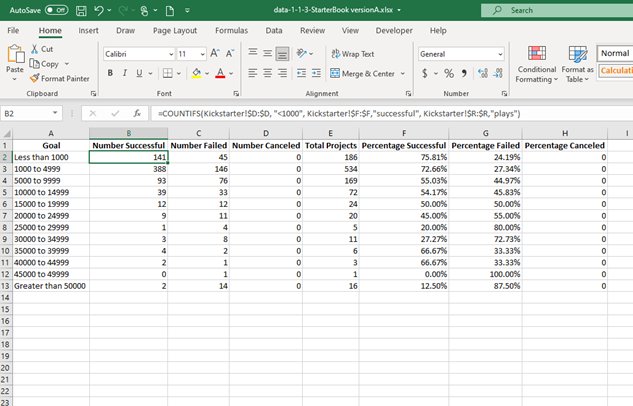 AutoSave Off data-1-1-3-StarterBook versionA.xlsx Search
File Home Insert Draw Page Layout Formulas Data Review View Developer Help
Paste Cut Copy Format Painter Clipboard
Calibri 11 A A B I U A Font
ab Wrap Text Merge & Center Alignment
General $ % , Number
Conditional Formatting Format as Table Normal Calculati
B2 fx =COUNTIFS(Kickstarter!$D:$D, "<1000", Kickstarter!$F:$F,"successful", Kickstarter!$R:$R,"plays")
A B C D E F G H I
1 Goal Number Successful Number Failed Number Canceled Total Projects Percentage Successful Percentage Failed Percentage Canceled
2 Less than 1000 141 45 0 186 75.81% 24.19% 0
3 1000 to 4999 388 146 0 534 72.66% 27.34% 0
4 5000 to 9999 93 76 0 169 55.03% 44.97% 0
5 10000 to 14999 39 33 0 72 54.17% 45.83% 0
6 15000 to 19999 12 12 0 24 50.00% 50.00% 0
7 20000 to 24999 9 11 0 20 45.00% 55.00% 0
8 25000 to 29999 1 4 0 5 20.00% 80.00% 0
9 30000 to 34999 3 8 0 11 27.27% 72.73% 0
10 35000 to 39999 4 2 0 6 66.67% 33.33% 0
11 40000 to 44999 2 1 0 3 66.67% 33.33% 0
12 45000 to 49999 0 1 0 1 0.00% 100.00% 0
13 Greater than 50000 2 14 0 16 12.50% 87.50% 0
14
15
16
17
18
19
20
21
22
23